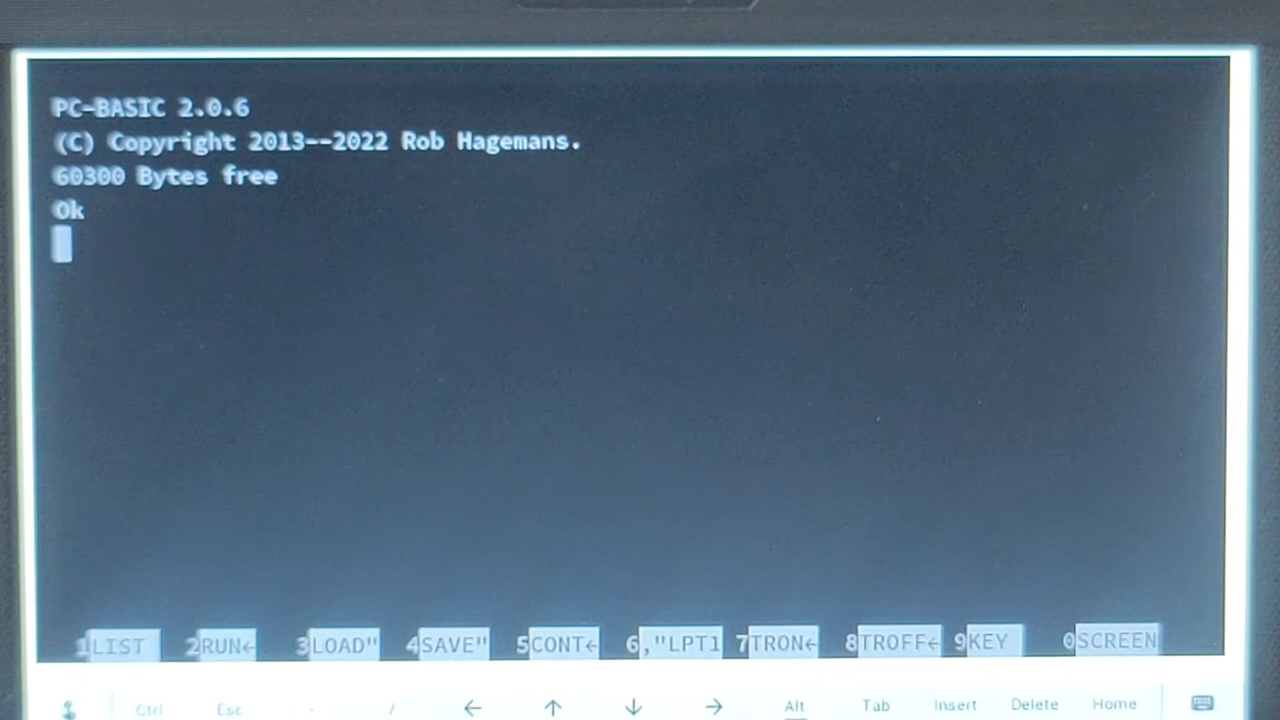 PC-BASIC 2.0.6
(C) Copyright 2013--2022 Rob Hagemans.
60300 Bytes free
Ok
1LIST 2RUN← 3LOAD" 4SAVE" 5CONT← 6,"LPT1 7TRON← 8TROFF← 9KEY 0SCREEN
Ctrl Esc - / ← ↑ ↓ → Alt Tab Insert Delete Home